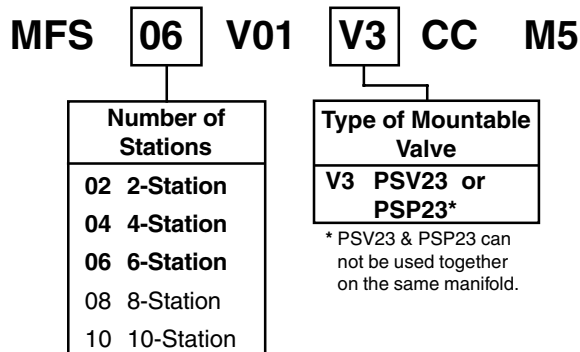 MFS 06 V01 V3 CC M5
Number of
Stations
02 2-Station
04 4-Station
06 6-Station
08 8-Station
10 10-Station
Type of Mountable
Valve
V3 PSV23 or
PSP23*
* PSV23 & PSP23 can
not be used together
on the same manifold.